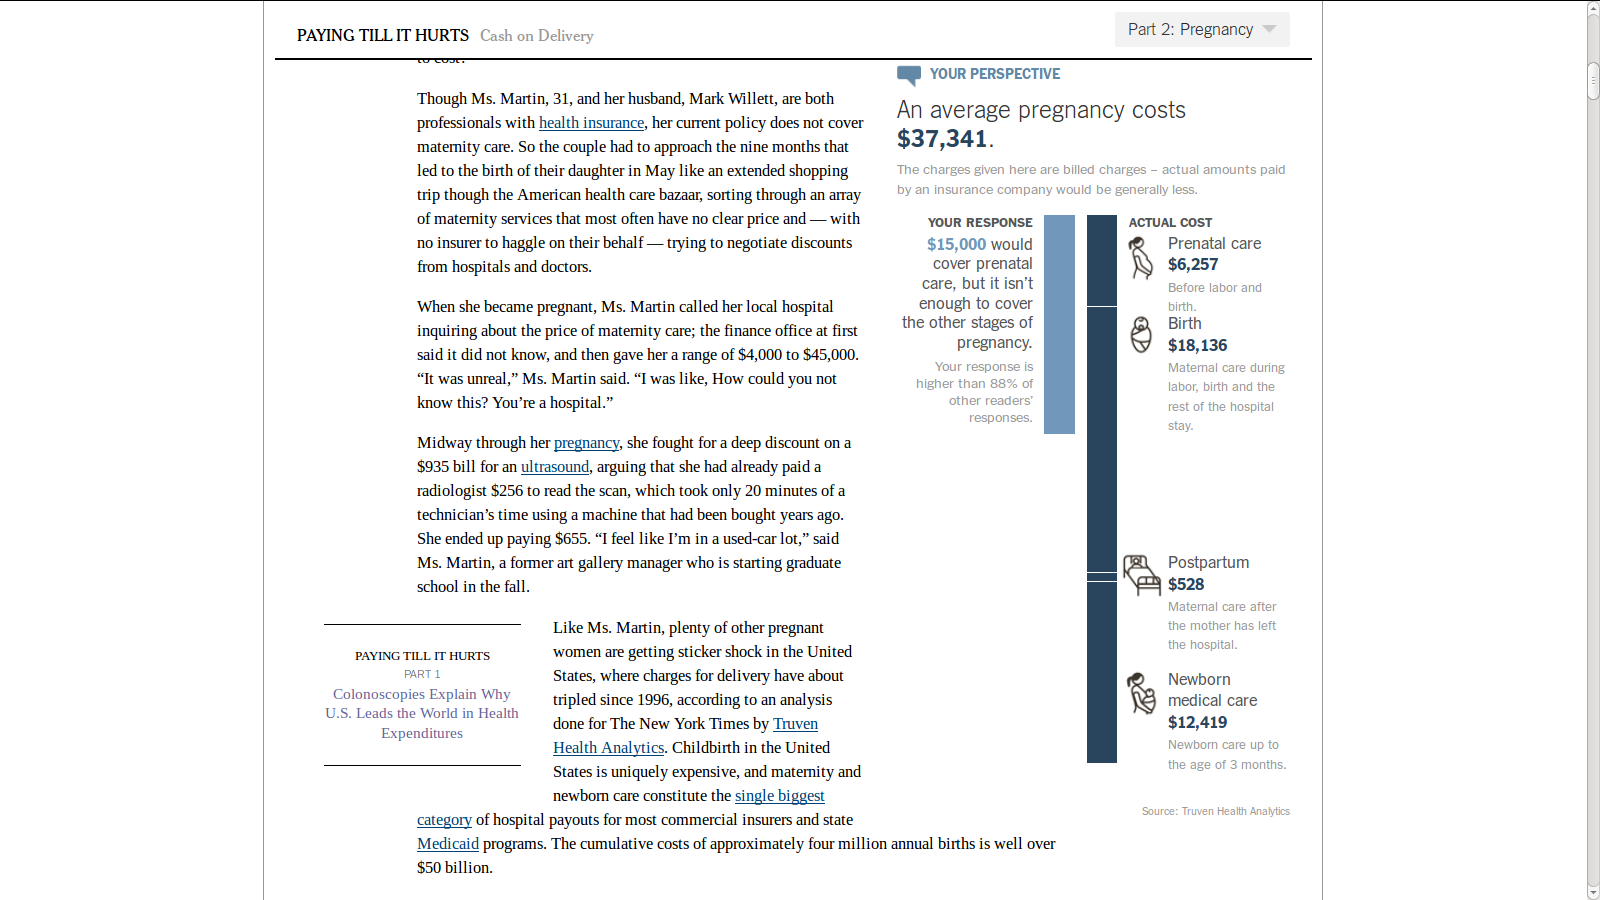 PAYING TILL IT HURTS Cash on Delivery
Part 2: Pregnancy
to cost?
Though Ms. Martin, 31, and her husband, Mark Willett, are both
professionals with health insurance, her current policy does not cover
maternity care. So the couple had to approach the nine months that
led to the birth of their daughter in May like an extended shopping
trip though the American health care bazaar, sorting through an array
of maternity services that most often have no clear price and — with
no insurer to haggle on their behalf — trying to negotiate discounts
from hospitals and doctors.
When she became pregnant, Ms. Martin called her local hospital
inquiring about the price of maternity care; the finance office at first
said it did not know, and then gave her a range of $4,000 to $45,000.
“It was unreal,” Ms. Martin said. “I was like, How could you not
know this? You’re a hospital.”
Midway through her pregnancy, she fought for a deep discount on a
$935 bill for an ultrasound, arguing that she had already paid a
radiologist $256 to read the scan, which took only 20 minutes of a
technician’s time using a machine that had been bought years ago.
She ended up paying $655. “I feel like I’m in a used-car lot,” said
Ms. Martin, a former art gallery manager who is starting graduate
school in the fall.
PAYING TILL IT HURTS
PART 1
Colonoscopies Explain Why
U.S. Leads the World in Health
Expenditures
Like Ms. Martin, plenty of other pregnant
women are getting sticker shock in the United
States, where charges for delivery have about
tripled since 1996, according to an analysis
done for The New York Times by Truven
Health Analytics. Childbirth in the United
States is uniquely expensive, and maternity and
newborn care constitute the single biggest
category of hospital payouts for most commercial insurers and state
Medicaid programs. The cumulative costs of approximately four million annual births is well over
$50 billion.
YOUR PERSPECTIVE
An average pregnancy costs
$37,341.
The charges given here are billed charges – actual amounts paid
by an insurance company would be generally less.
YOUR RESPONSE
$15,000 would
cover prenatal
care, but it isn’t
enough to cover
the other stages of
pregnancy.
Your response is
higher than 88% of
other readers’
responses.
ACTUAL COST
Prenatal care
$6,257
Before labor and
birth.
Birth
$18,136
Maternal care during
labor, birth and the
rest of the hospital
stay.
Postpartum
$528
Maternal care after
the mother has left
the hospital.
Newborn
medical care
$12,419
Newborn care up to
the age of 3 months.
Source: Truven Health Analytics